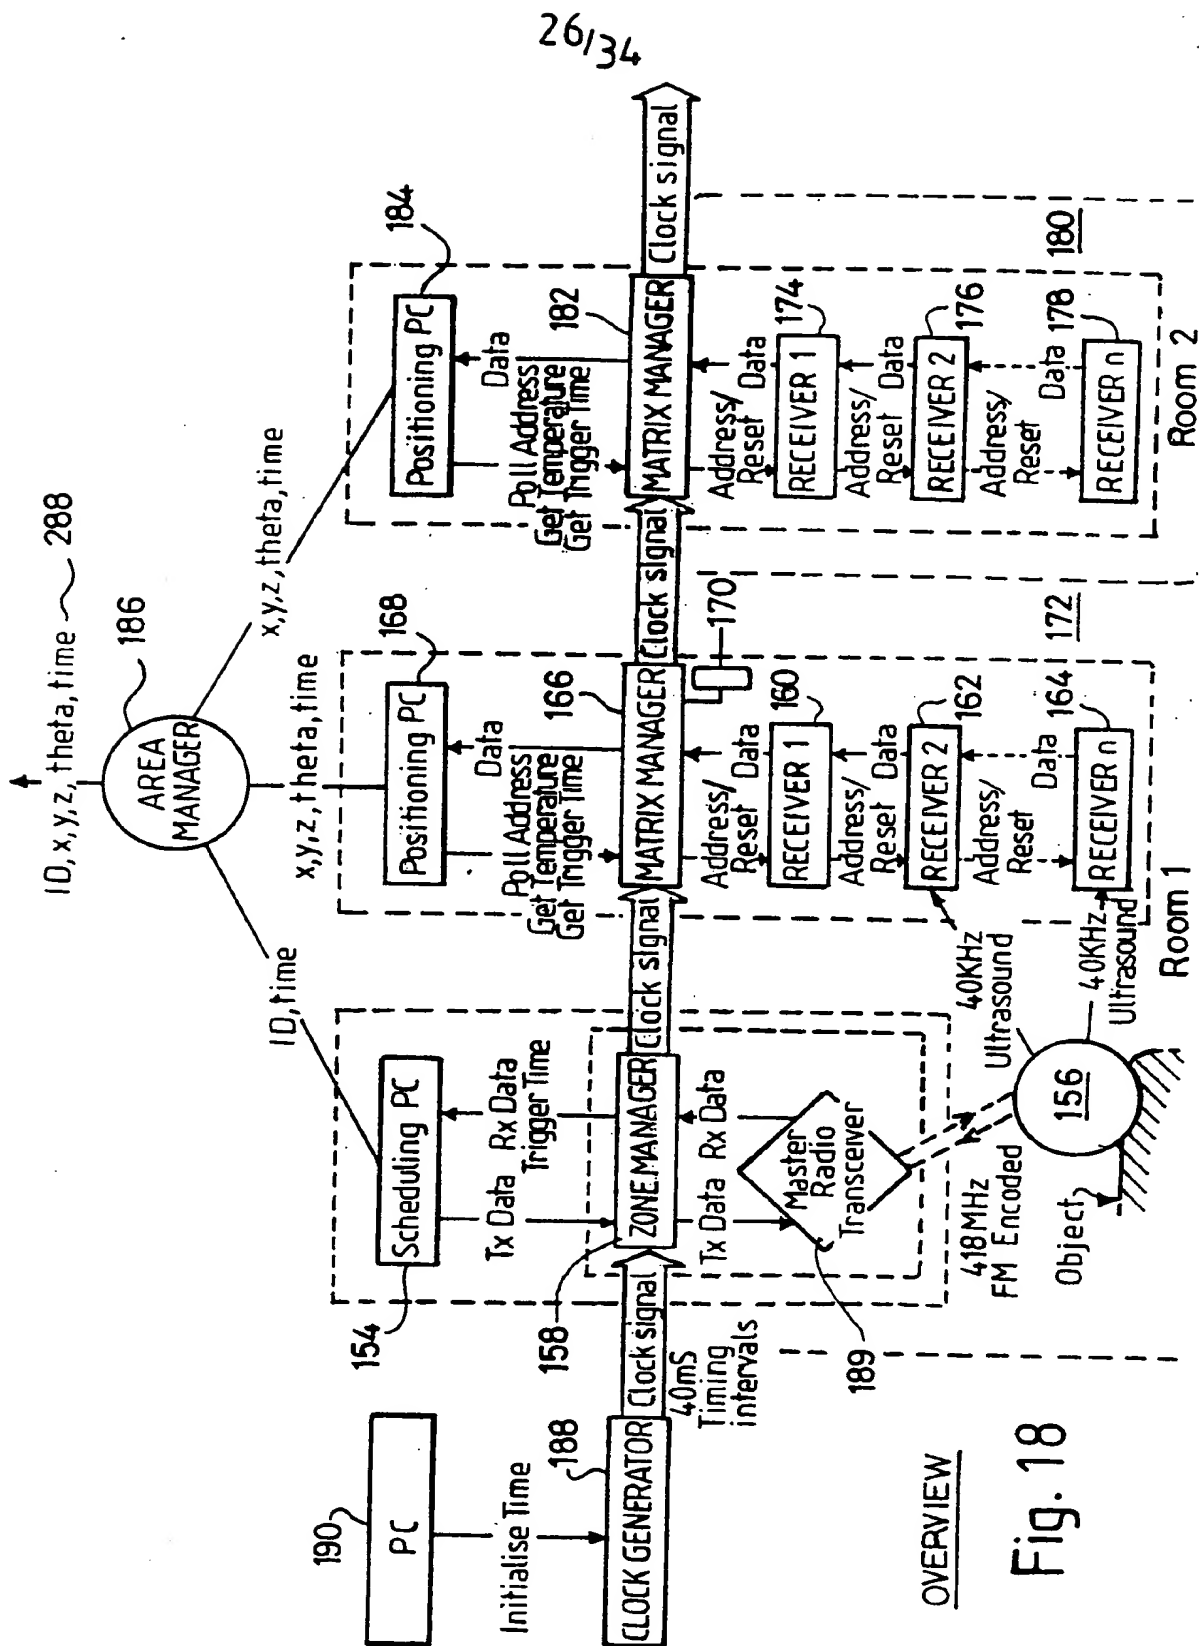 26/34
ID,x,y,z,theta,time
288
186
AREA
MANAGER
ID,time
x,y,z,theta,time
x,y,z,theta,time
190
PC
Initialise Time
188
CLOCK GENERATOR
Clock signal
40mS
Timing
intervals
154
Scheduling PC
Tx Data
Rx Data
Trigger Time
158
ZONE MANAGER
Clock signal
Tx Data
Rx Data
Master
Radio
Transceiver
189
418MHz
FM Encoded
Object
156
40KHz
Ultrasound
40KHz
Ultrasound
168
Positioning PC
Poll Address
Get Temperature
Get Trigger Time
Data
166
MATRIX MANAGER
Clock signal
170
Address/
Reset
Data
160
RECEIVER 1
Address/
Reset
Data
162
RECEIVER 2
Address/
Reset
Data
164
RECEIVER n
172
Room 1
184
Positioning PC
Poll Address
Get Temperature
Get Trigger Time
Data
182
MATRIX MANAGER
Clock signal
Address/
Reset
Data
174
RECEIVER 1
Address/
Reset
Data
176
RECEIVER 2
Address/
Reset
Data
178
RECEIVER n
180
Room 2
OVERVIEW
Fig. 18